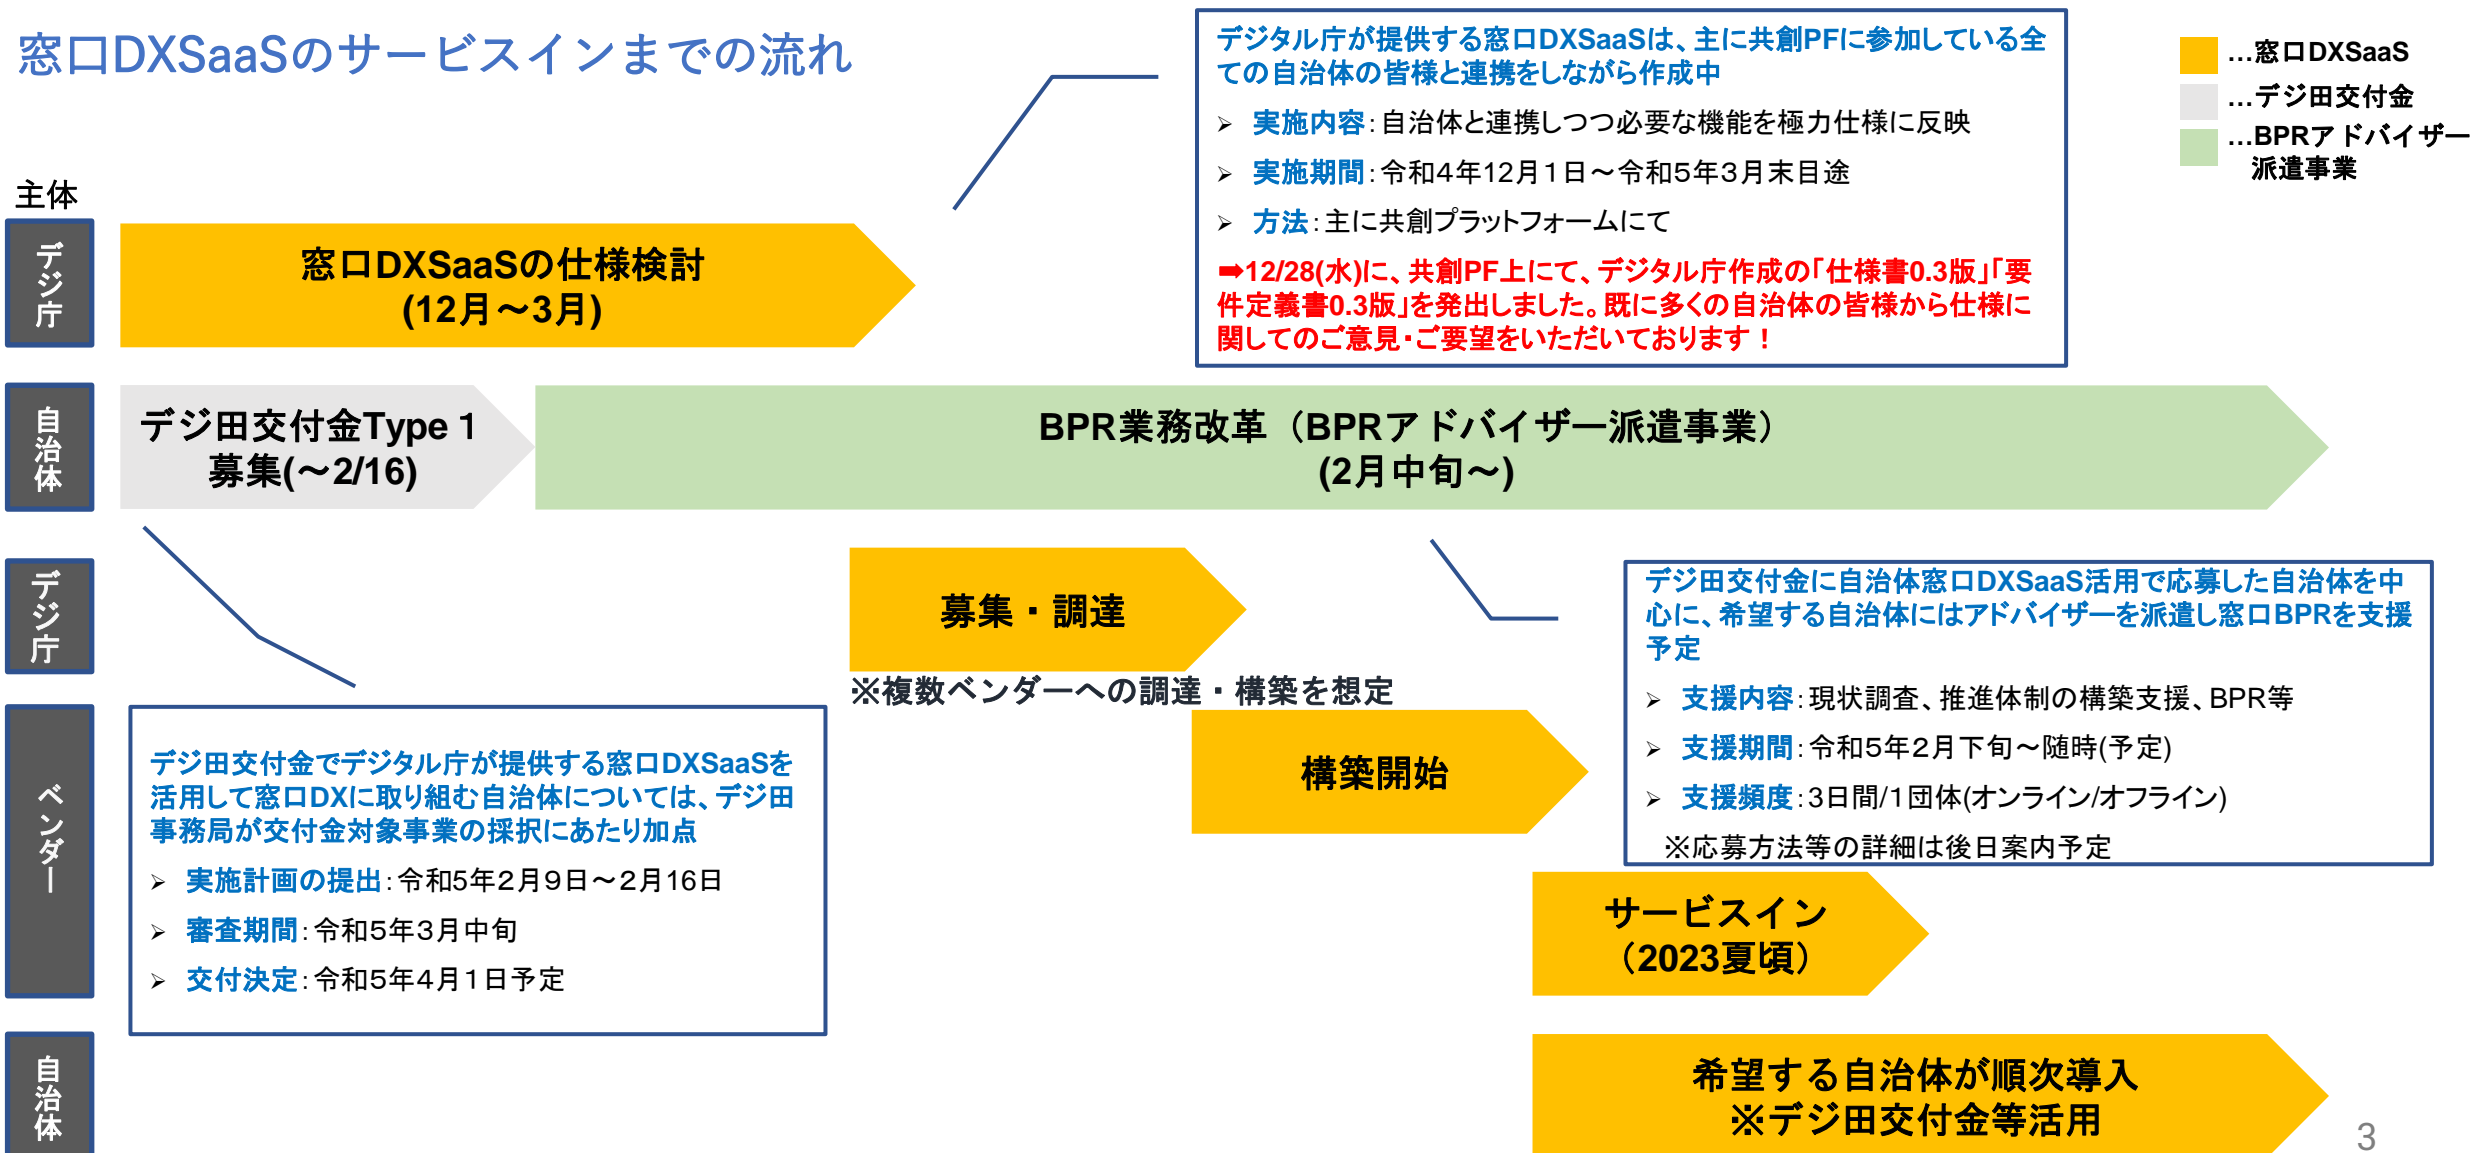 窓口DXSaaSのサービスインまでの流れ
デジタル庁が提供する窓口DXSaaSは、主に共創PFに参加している全
ての自治体の皆様と連携をしながら作成中
➢ 実施内容：自治体と連携しつつ必要な機能を極力仕様に反映
➢ 実施期間：令和4年12月1日～令和5年3月末目途
➢ 方法：主に共創プラットフォームにて
➡12/28(水)に、共創PF上にて、デジタル庁作成の「仕様書0.3版」「要
件定義書0.3版」を発出しました。既に多くの自治体の皆様から仕様に
関してのご意見・ご要望をいただいております！
…窓口DXSaaS
…デジ田交付金
…BPRアドバイザー
派遣事業
主体
デジ庁
窓口DXSaaSの仕様検討
(12月～3月)
自治体
デジ田交付金Type１
募集(～2/16)
BPR業務改革（BPRアドバイザー派遣事業）
(2月中旬～)
デジ庁
募集・調達
※複数ベンダーへの調達・構築を想定
デジ田交付金に自治体窓口DXSaaS活用で応募した自治体を中
心に、希望する自治体にはアドバイザーを派遣し窓口BPRを支援
予定
➢ 支援内容：現状調査、推進体制の構築支援、BPR等
➢ 支援期間：令和5年2月下旬～随時(予定)
➢ 支援頻度：3日間/1団体(オンライン/オフライン)
※応募方法等の詳細は後日案内予定
ベンダー
構築開始
デジ田交付金でデジタル庁が提供する窓口DXSaaSを
活用して窓口DXに取り組む自治体については、デジ田
事務局が交付金対象事業の採択にあたり加点
➢ 実施計画の提出：令和5年2月9日～2月16日
➢ 審査期間：令和5年3月中旬
➢ 交付決定：令和5年4月1日予定
サービスイン
（2023夏頃）
自治体
希望する自治体が順次導入
※デジ田交付金等活用
3